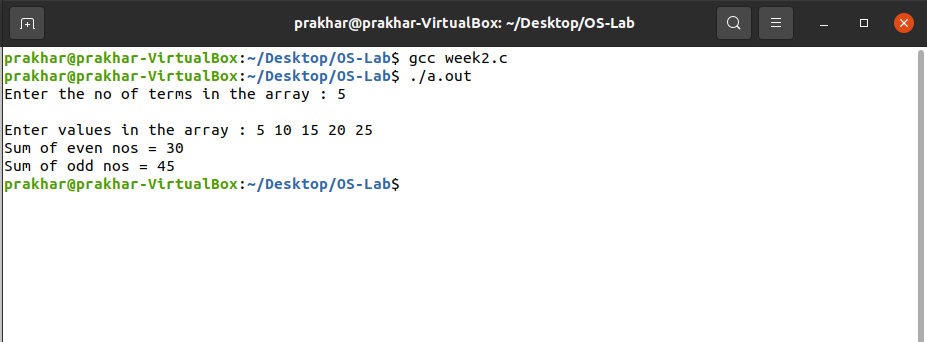 prakhar@prakhar-VirtualBox: ~/Desktop/OS-Lab
prakhar@prakhar-VirtualBox:~/Desktop/OS-Lab$ gcc week2.c
prakhar@prakhar-VirtualBox:~/Desktop/OS-Lab$ ./a.out
Enter the no of terms in the array : 5
Enter values in the array : 5 10 15 20 25
Sum of even nos = 30
Sum of odd nos = 45
prakhar@prakhar-VirtualBox:~/Desktop/OS-Lab$